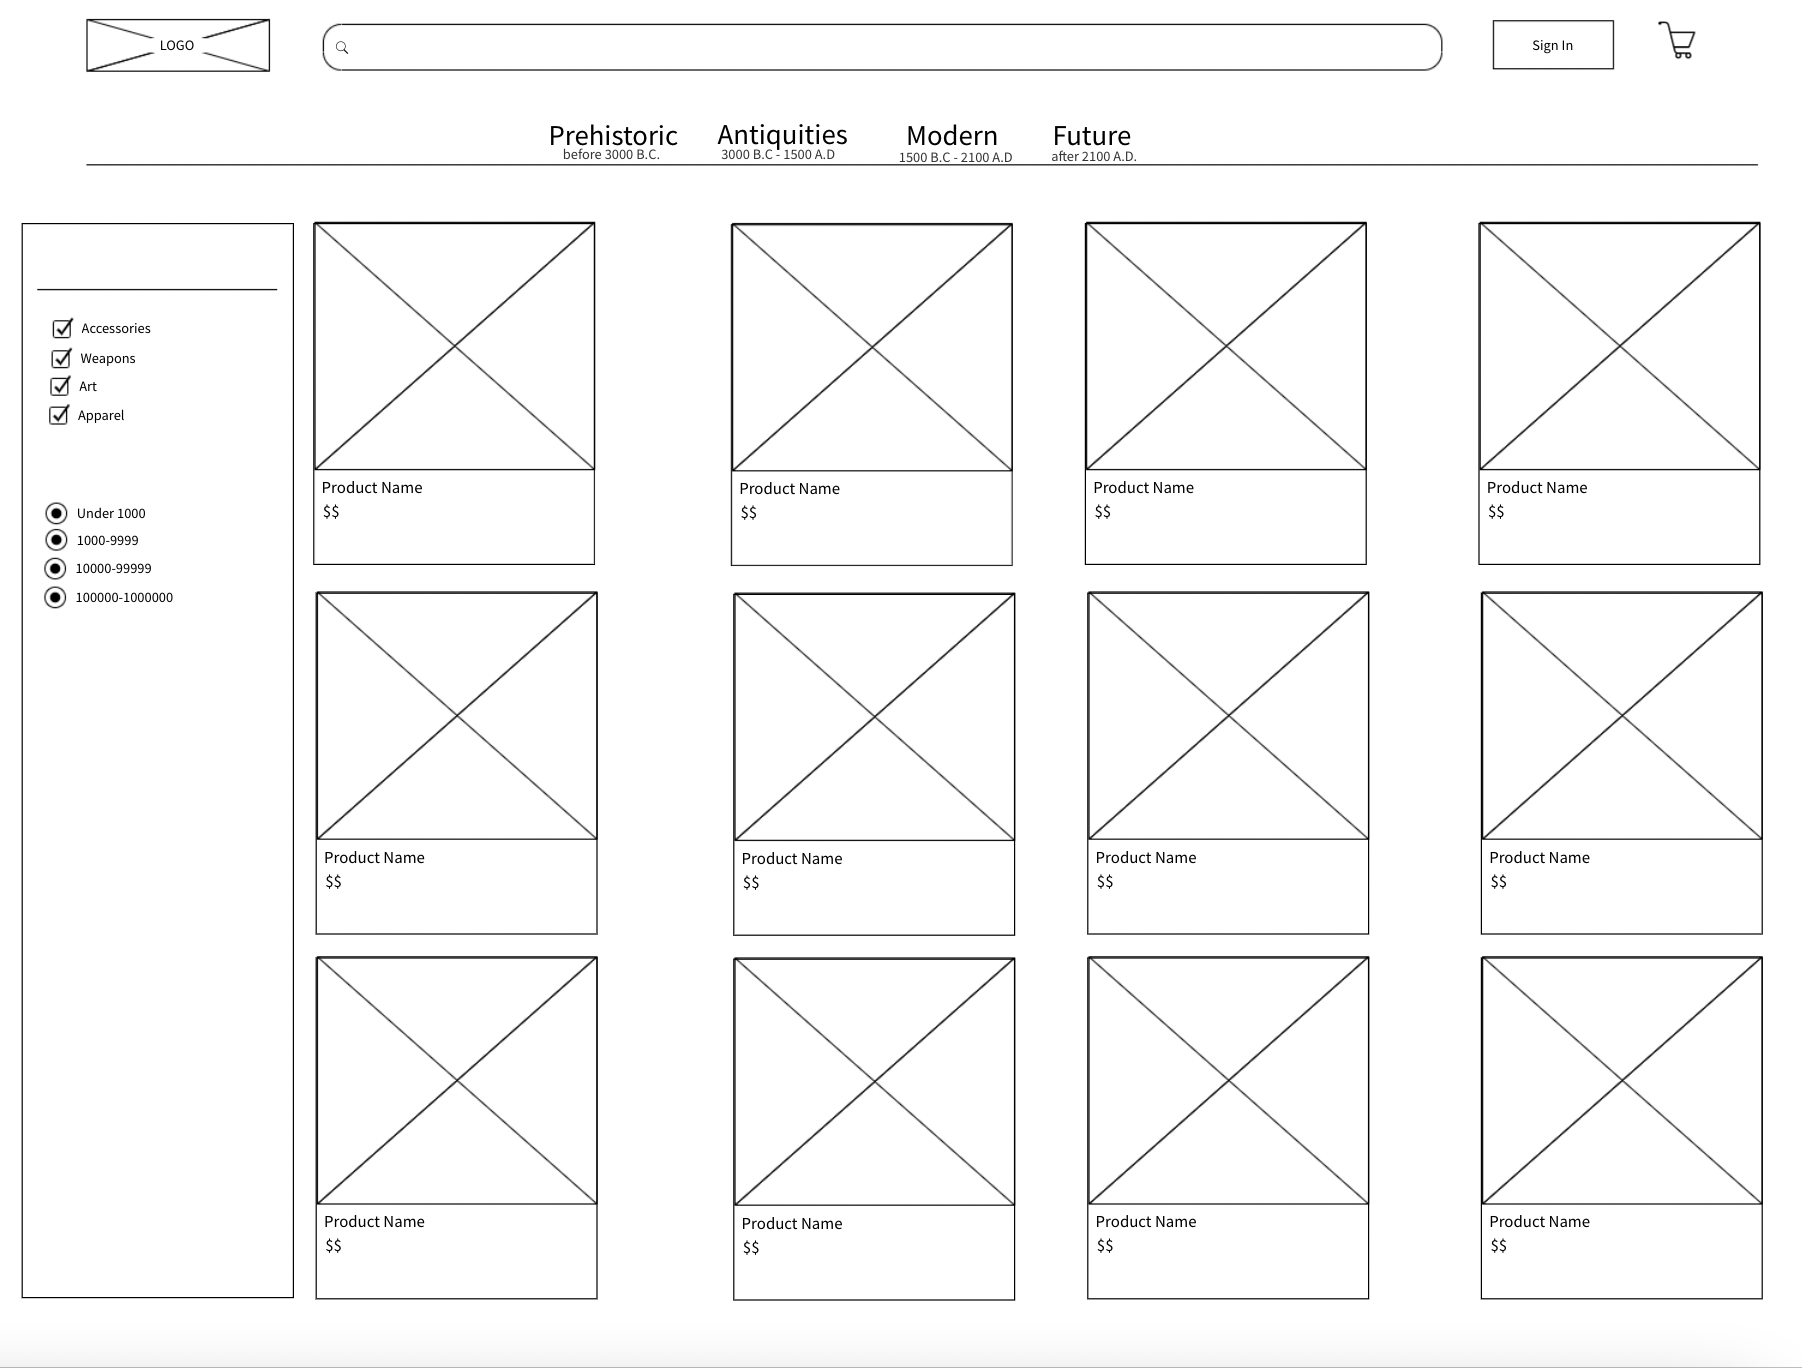 LOGO
Sign In
Prehistoric
before 3000 B.C.
Antiquities
3000 B.C - 1500 A.D
Modern
1500 B.C - 2100 A.D
Future
after 2100 A.D.
Accessories
Weapons
Art
Apparel
Under 1000
1000-9999
10000-99999
100000-1000000
Product Name
$$
Product Name
$$
Product Name
$$
Product Name
$$
Product Name
$$
Product Name
$$
Product Name
$$
Product Name
$$
Product Name
$$
Product Name
$$
Product Name
$$
Product Name
$$